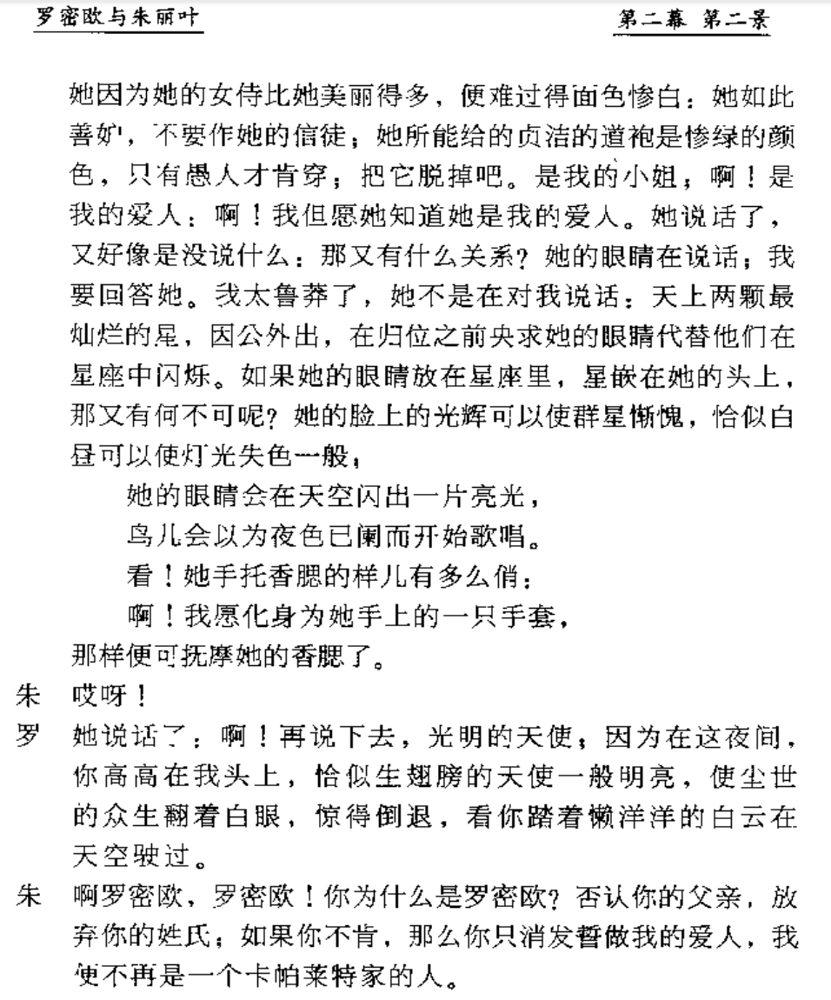 罗密欧与朱丽叶 第二幕 第二景
她因为她的女侍比她美丽得多，便难过得面色惨白：她如此
善妒，不要作她的信徒；她所能给的贞洁的道袍是惨绿的颜
色，只有愚人才肯穿；把它脱掉吧。是我的小姐；啊！是
我的爱人：啊！我但愿她知道她是我的爱人。她说话了，
又好像是没说什么：那又有什么关系？她的眼睛在说话；我
要回答她。我太鲁莽了，她不是在对我说话：天上两颗最
灿烂的星，因公外出，在归位之前央求她的眼睛代替他们在
星座中闪烁。如果她的眼睛放在星座里，星嵌在她的头上，
那又有何不可呢？她的脸上的光辉可以使群星惭愧，恰似白
昼可以使灯光失色一般；
她的眼睛会在天空闪出一片亮光，
鸟儿会以为夜色已阑而开始歌唱。
看！她手托香腮的样儿有多么俏：
啊！我愿化身为她手上的一只手套，
那样便可抚摩她的香腮了。
朱 哎呀！
罗 她说话了：啊！再说下去，光明的天使；因为在这夜间，
你高高在我头上，恰似生翅膀的天使一般明亮，使尘世
的众生翻着白眼，惊得倒退，看你踏着懒洋洋的白云在
天空驶过。
朱 啊罗密欧，罗密欧！你为什么是罗密欧？否认你的父亲，放
弃你的姓氏；如果你不肯，那么你只消发誓做我的爱人，我
便不再是一个卡帕莱特家的人。